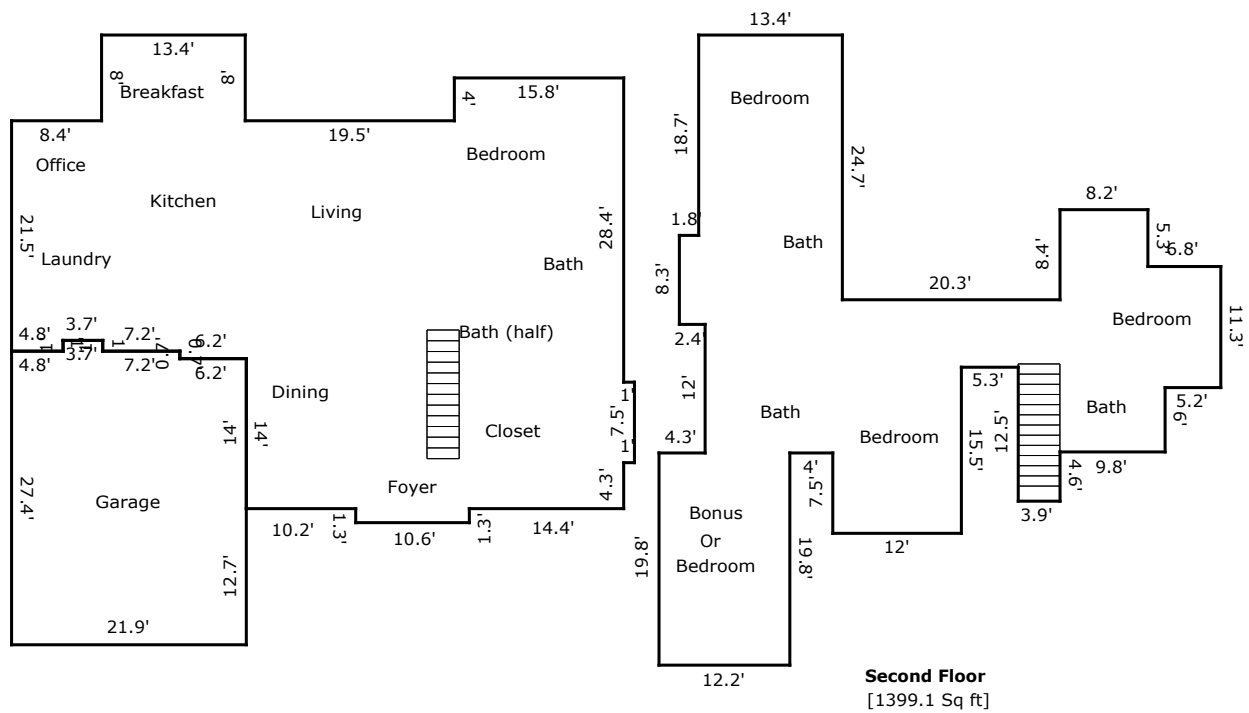 13.4'
8'
8'
Breakfast
8.4'
19.5'
4'
15.8'
Office
Kitchen
Living
Bedroom
21.5'
Laundry
28.4'
Bath
4.8'
3.7'
7.2'
6.2'
1'
1'
1'
0.7'
0.7'
4.8'
3.7'
7.2'
6.2'
Bath (half)
Dining
Closet
1'
7.5'
1'
4.3'
14'
14'
Foyer
Garage
27.4'
10.2'
1.3'
10.6'
1.3'
14.4'
12.7'
21.9'
13.4'
Bedroom
18.7'
24.7'
1.8'
Bath
8.3'
2.4'
20.3'
8.4'
8.2'
5.3'
6.8'
Bedroom
11.3'
12'
4.3'
Bath
5.3'
Bedroom
15.5'
12.5'
Bath
5.2'
6'
9.8'
4.6'
3.9'
4'
7.5'
12'
Bonus
Or
Bedroom
19.8'
19.8'
12.2'
Second Floor
[1399.1 Sq ft]